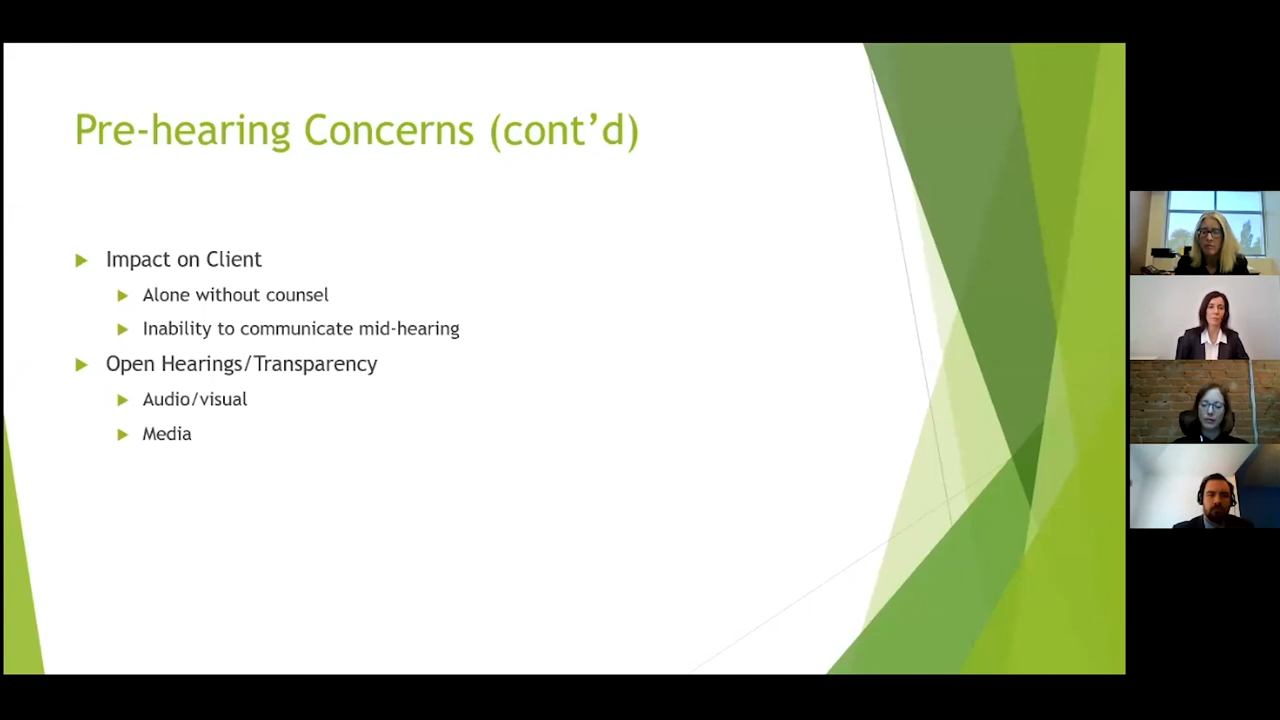 Pre-hearing Concerns (cont’d)
Impact on Client
Alone without counsel
Inability to communicate mid-hearing
Open Hearings/Transparency
Audio/visual
Media